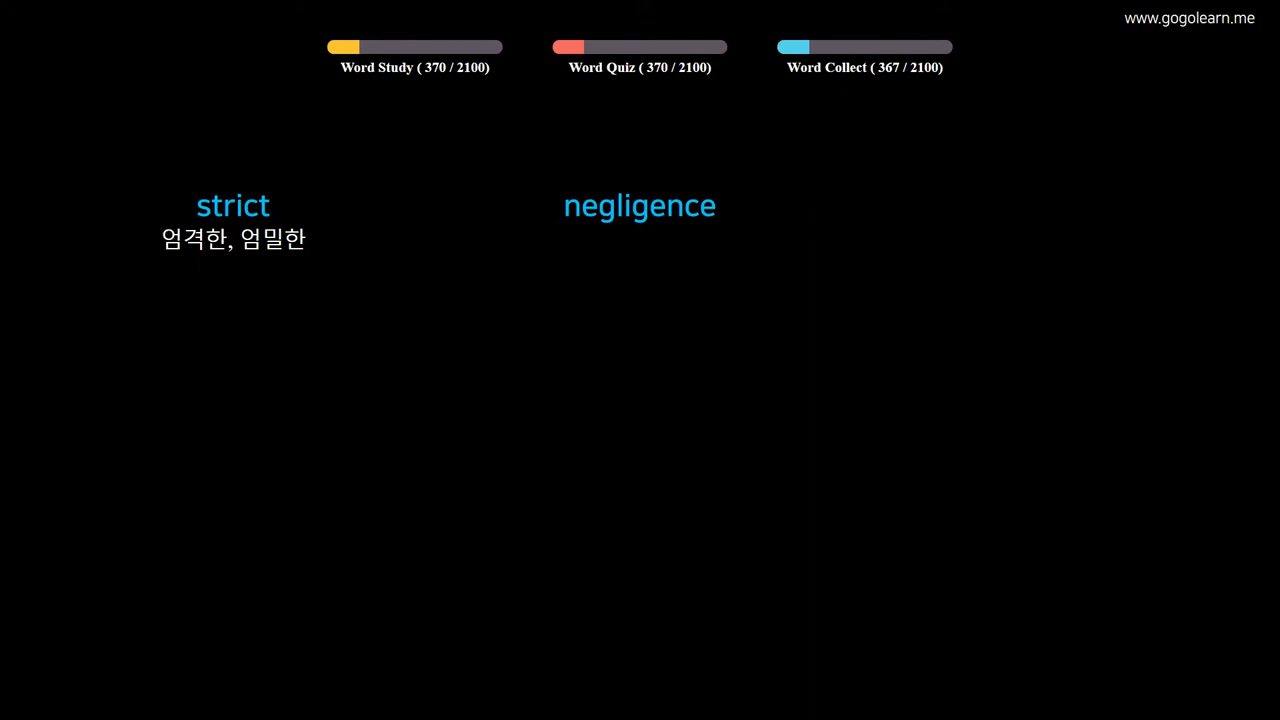 www.gogolearn.me
Word Study ( 370 / 2100)
Word Quiz ( 370 / 2100)
Word Collect ( 367 / 2100)
strict
엄격한, 엄밀한
negligence